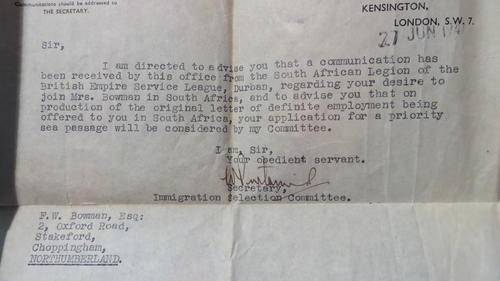 Communications should be addressed to
THE SECRETARY.
KENSINGTON,
LONDON, S.W. 7.
27 JUN 1947
Sir,
I am directed to advise you that a communication has
been received by this office from the South African Legion of the
British Empire Service League, Durban, regarding your desire to
join Mrs. Bowman in South Africa, and to advise you that on
production of the original letter of definite employment being
offered to you in South Africa, your application for a priority
sea passage will be considered by my Committee.
I am, Sir,
Your obedient servant.
Secretary,
Immigration Selection Committee.
F.W. Bowman, Esq:
2, Oxford Road,
Stakeford,
Choppingham,
NORTHUMBERLAND.